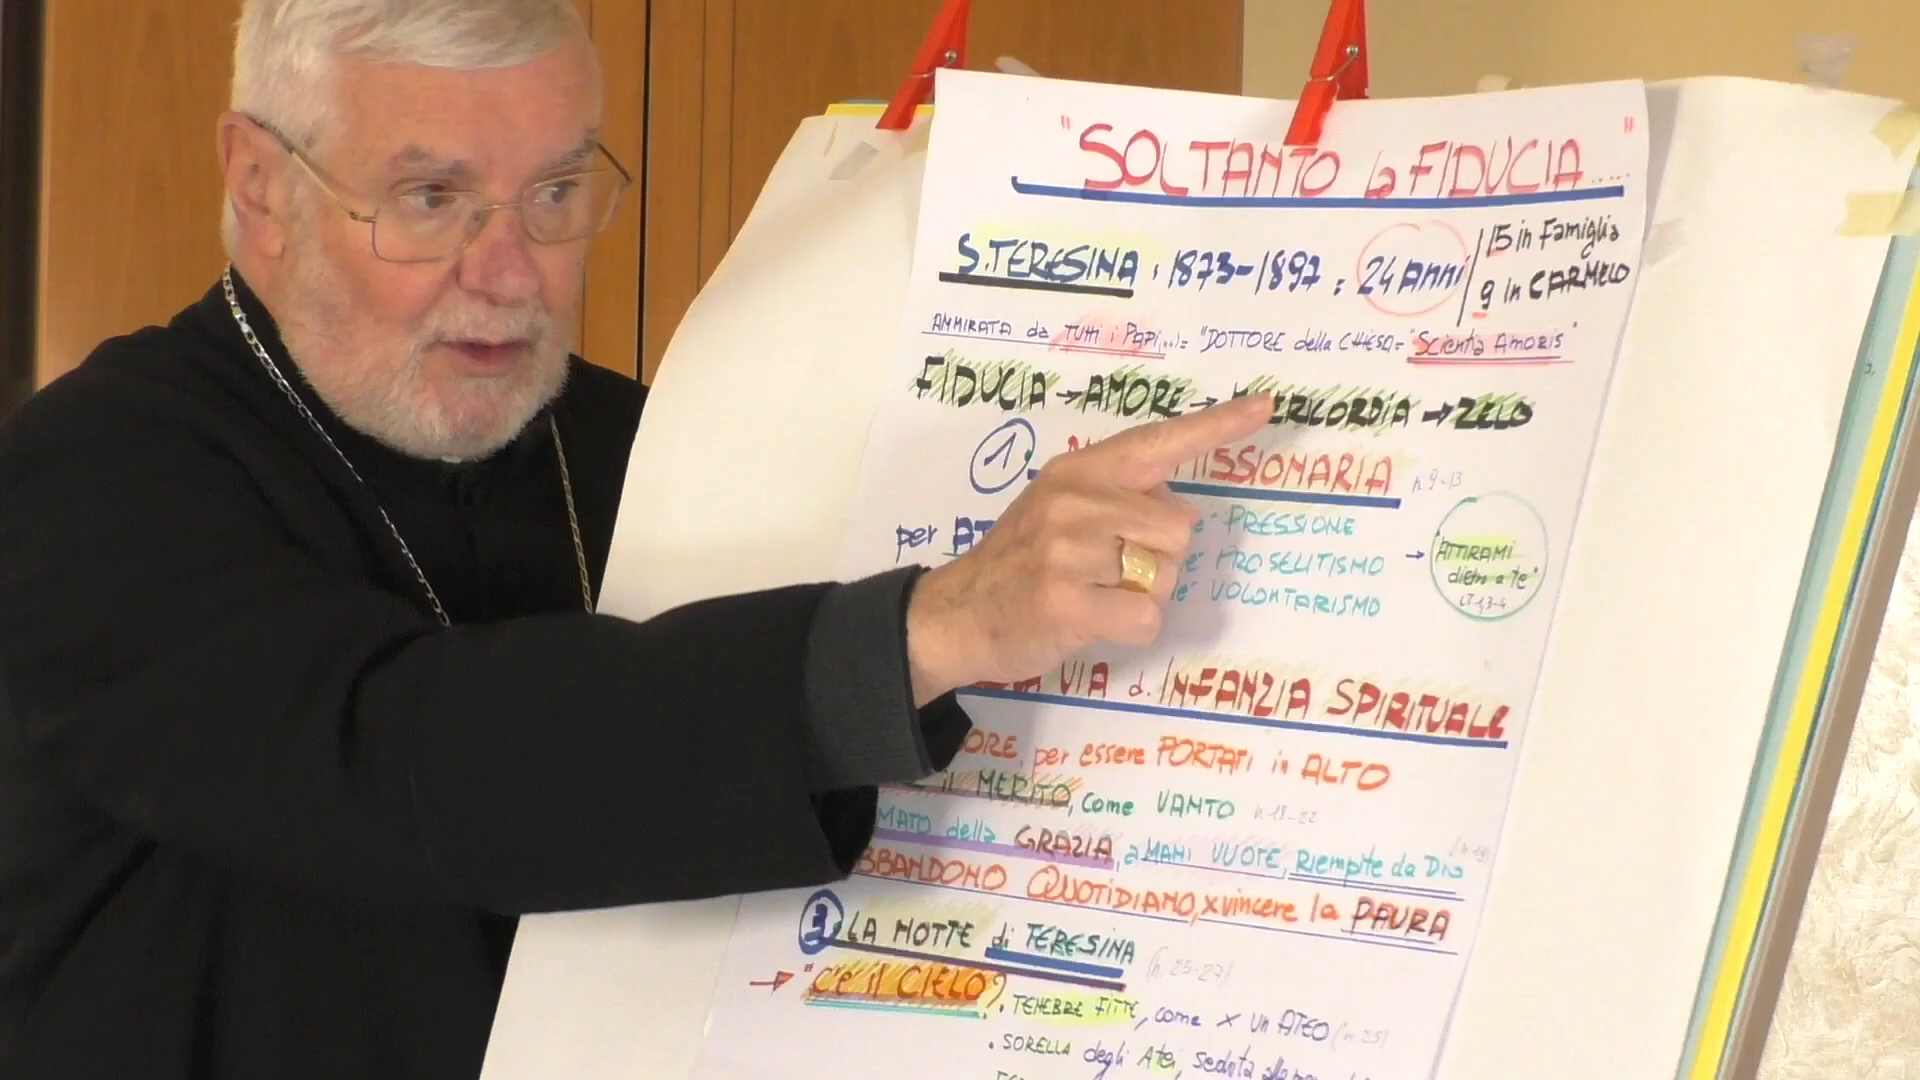 "SOLTANTO la FIDUCIA ....."
S. TERESINA : 1873-1897 : 24 ANNI
15 in Famiglia
9 in CARMELO
AMMIRATA da TUTTI i PAPI...)= "DOTTORE della CHIESA= "Scientia Amoris"
FIDUCIA → AMORE → MISERICORDIA → ZELO
1 MISSIONARIA n 9-13
per AT
PRESSIONE
PROSELITISMO
VOLONTARISMO
→ "ATTIRAMI
dietro a te"
VIA d. INFANZIA SPIRITUALE
ORE, per essere PORTATI in ALTO
il MERITO, come VANTO n 18-22
MATO della GRAZIA, a MANI VUOTE, RIEMPITE da DIO
BBANDONO QUOTIDIANO, x vincere la PAURA
3. LA NOTTE di TERESINA (n. 25-27)
→ "C'è il CIELO?
• TENEBRE FITTE, come x un ATEO (n 25)
• SORELLA degli Atei, seduta